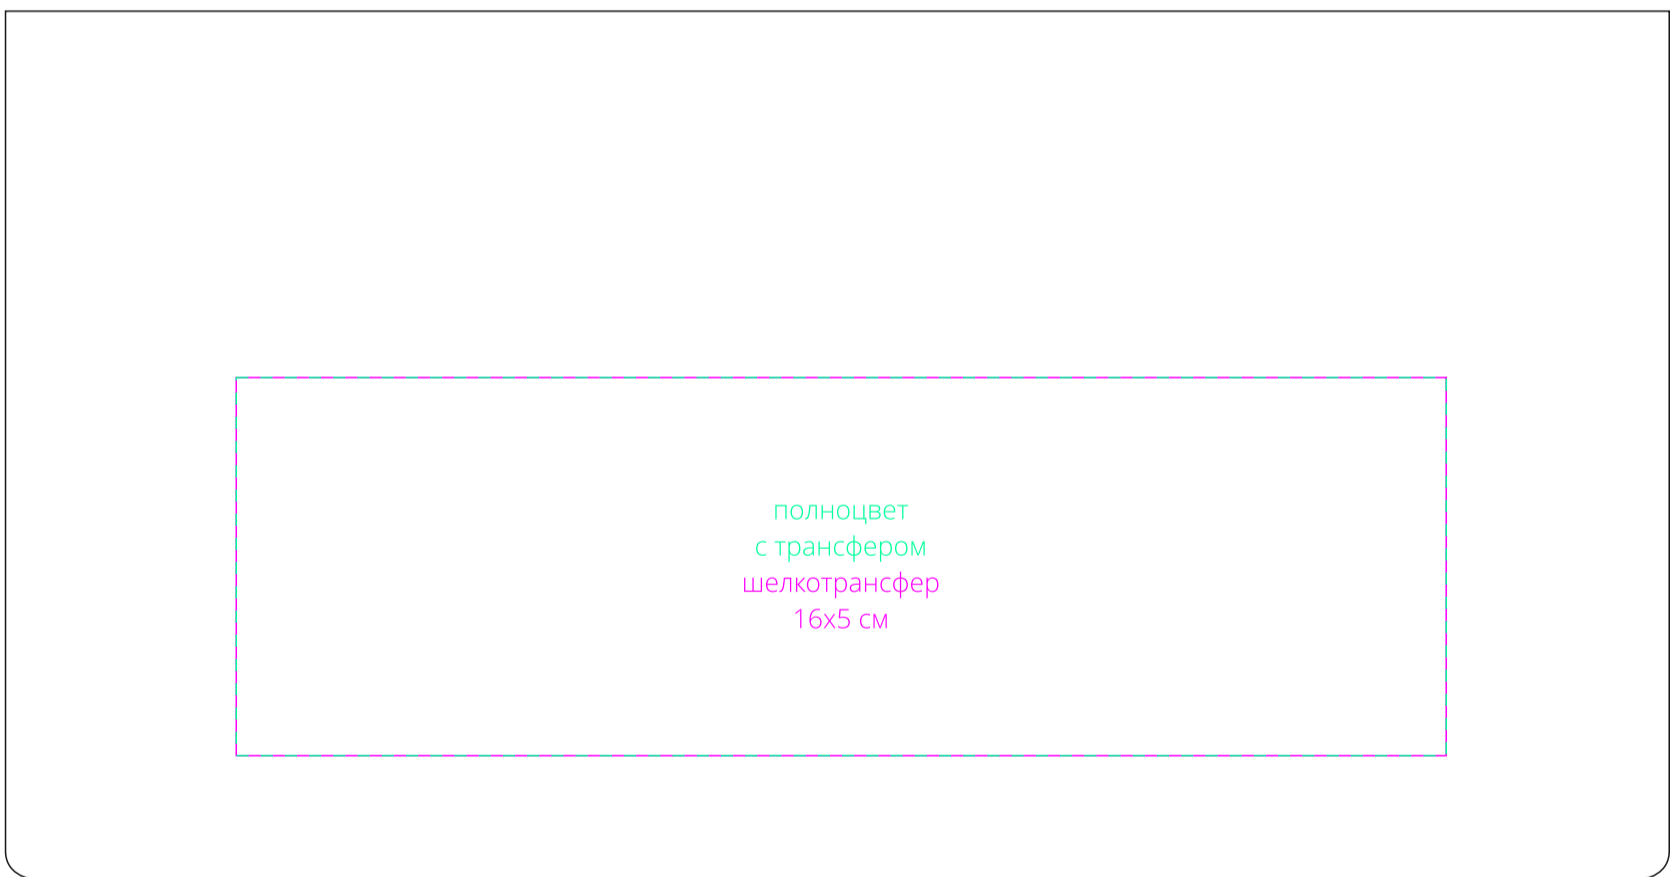 полноцвет
с трансфером
шелкотрансфер
16х5 см